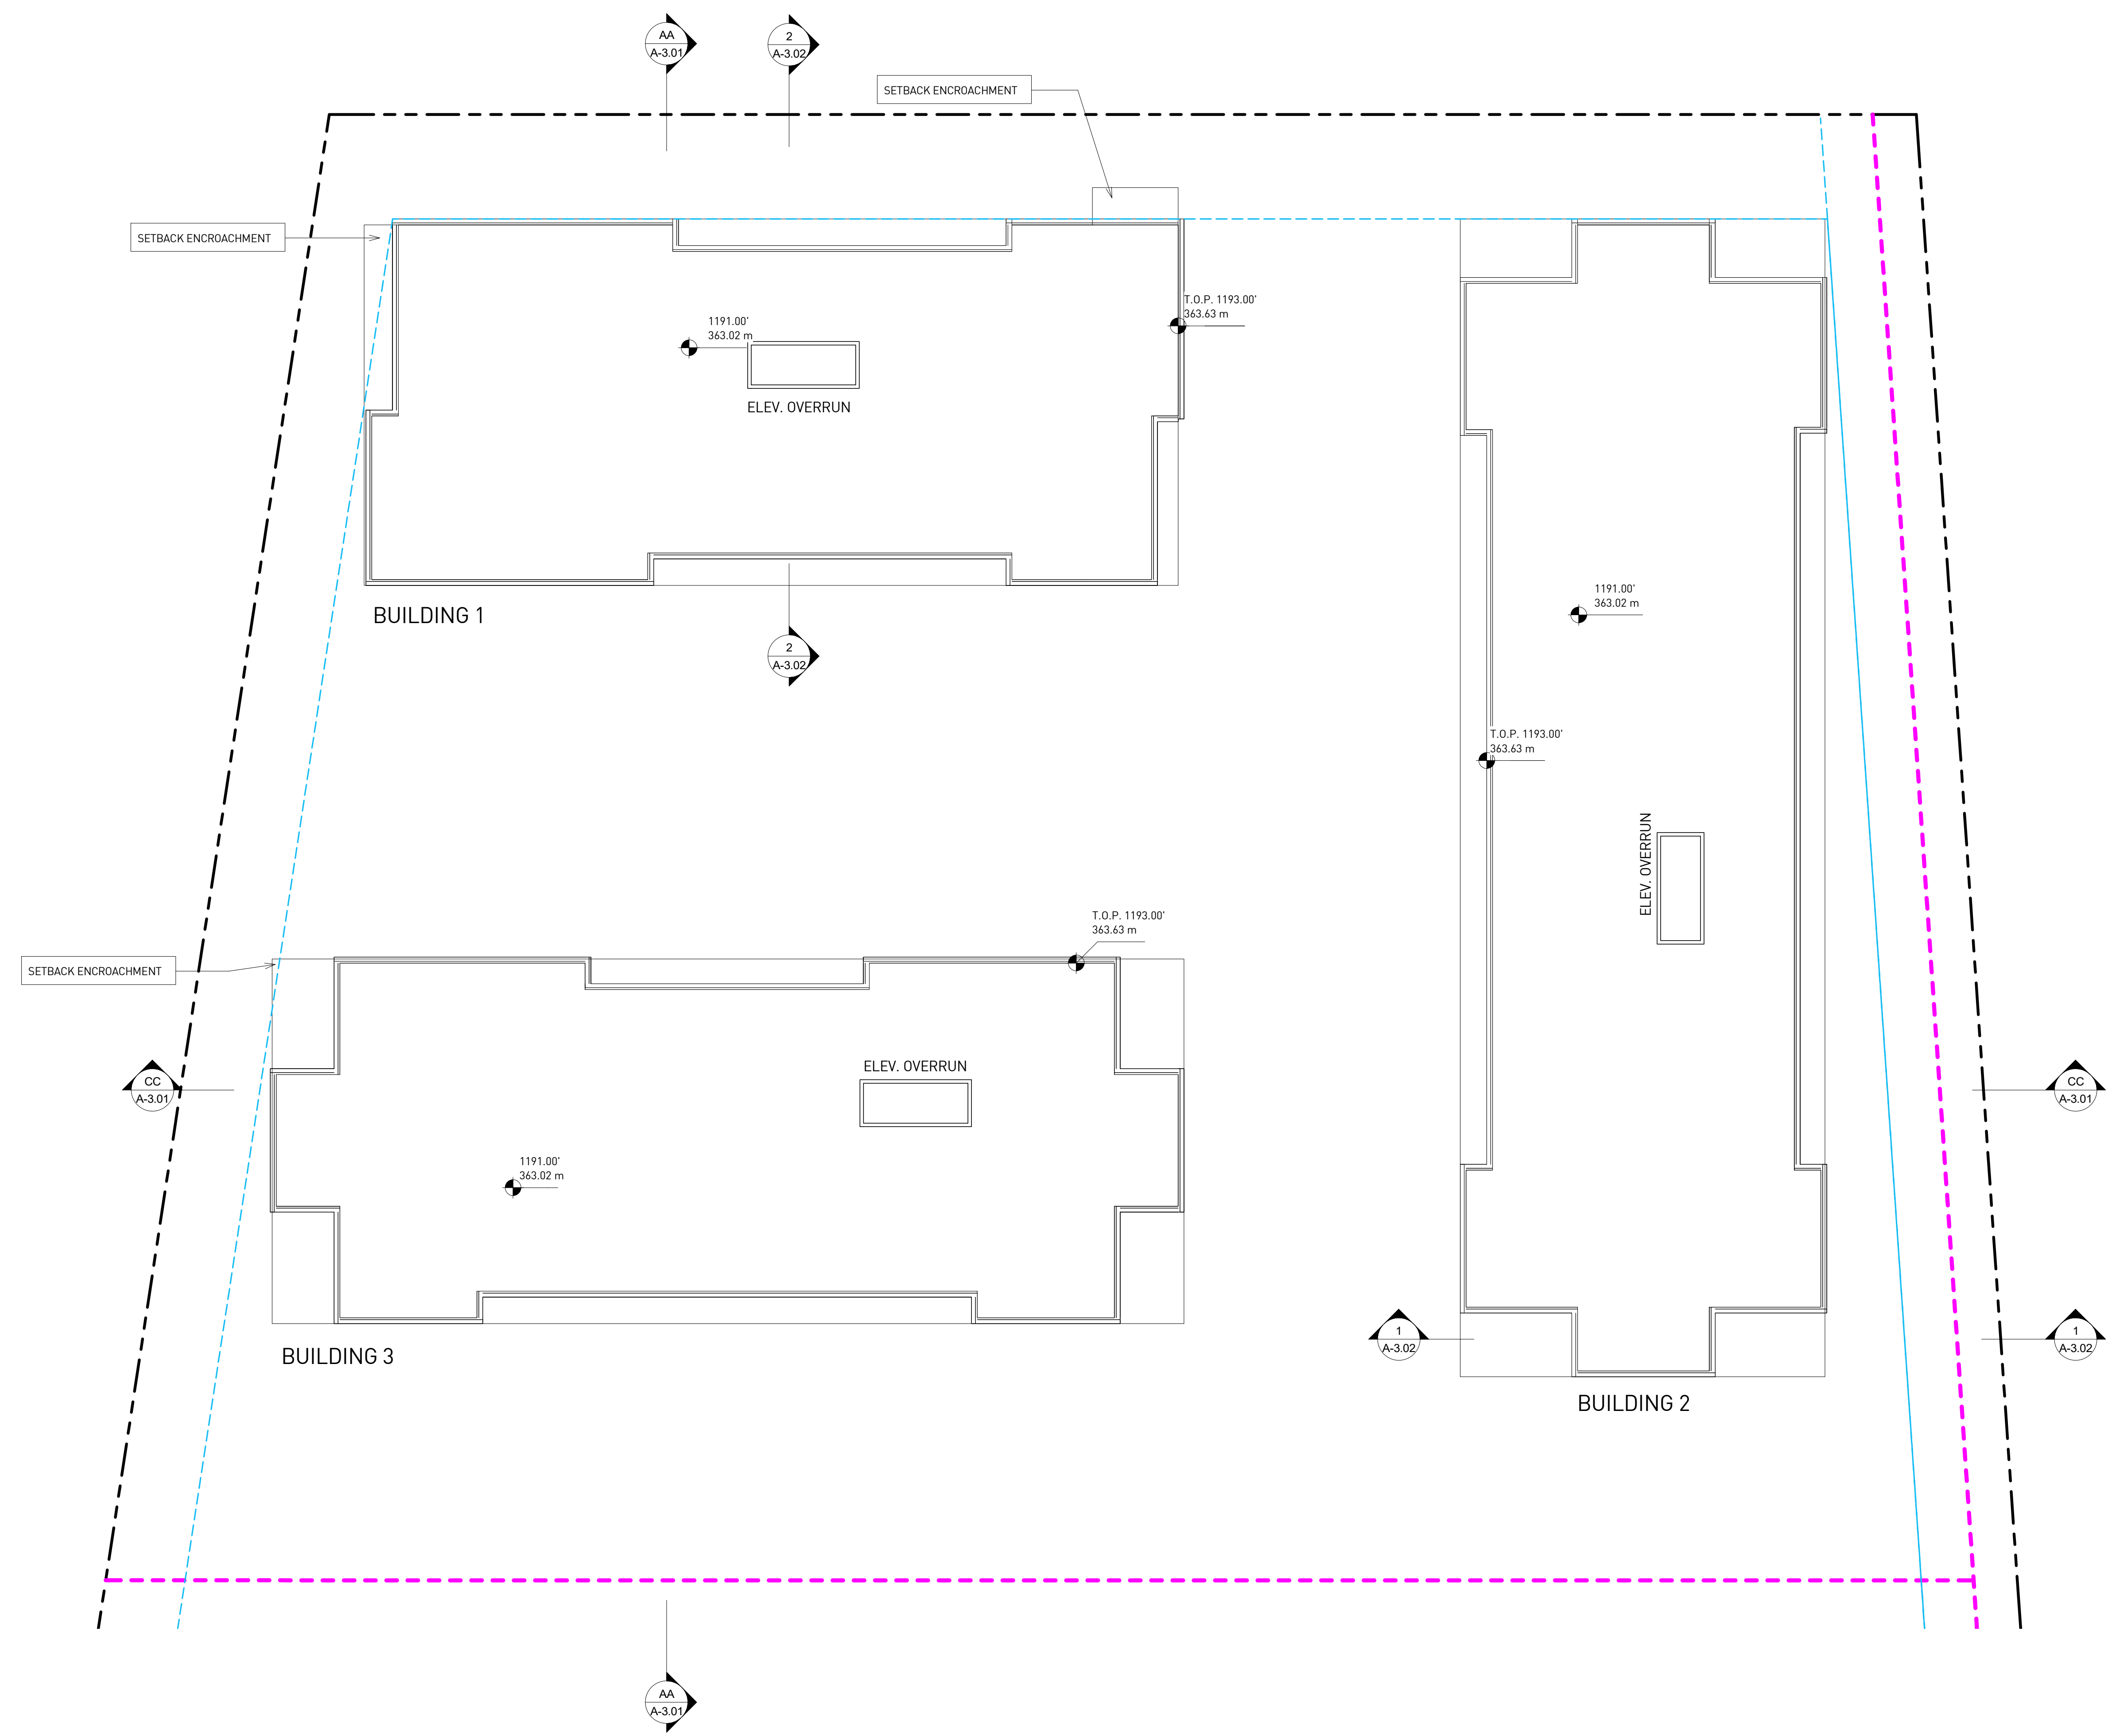 AA
A-3.01
2
A-3.02
SETBACK ENCROACHMENT
SETBACK ENCROACHMENT
T.O.P. 1193.00'
363.63 m
1191.00'
363.02 m
ELEV. OVERRUN
BUILDING 1
1191.00'
363.02 m
2
A-3.02
T.O.P. 1193.00'
363.63 m
ELEV. OVERRUN
T.O.P. 1193.00'
363.63 m
SETBACK ENCROACHMENT
ELEV. OVERRUN
CC
A-3.01
CC
A-3.01
1191.00'
363.02 m
BUILDING 3
1
A-3.02
1
A-3.02
BUILDING 2
AA
A-3.01